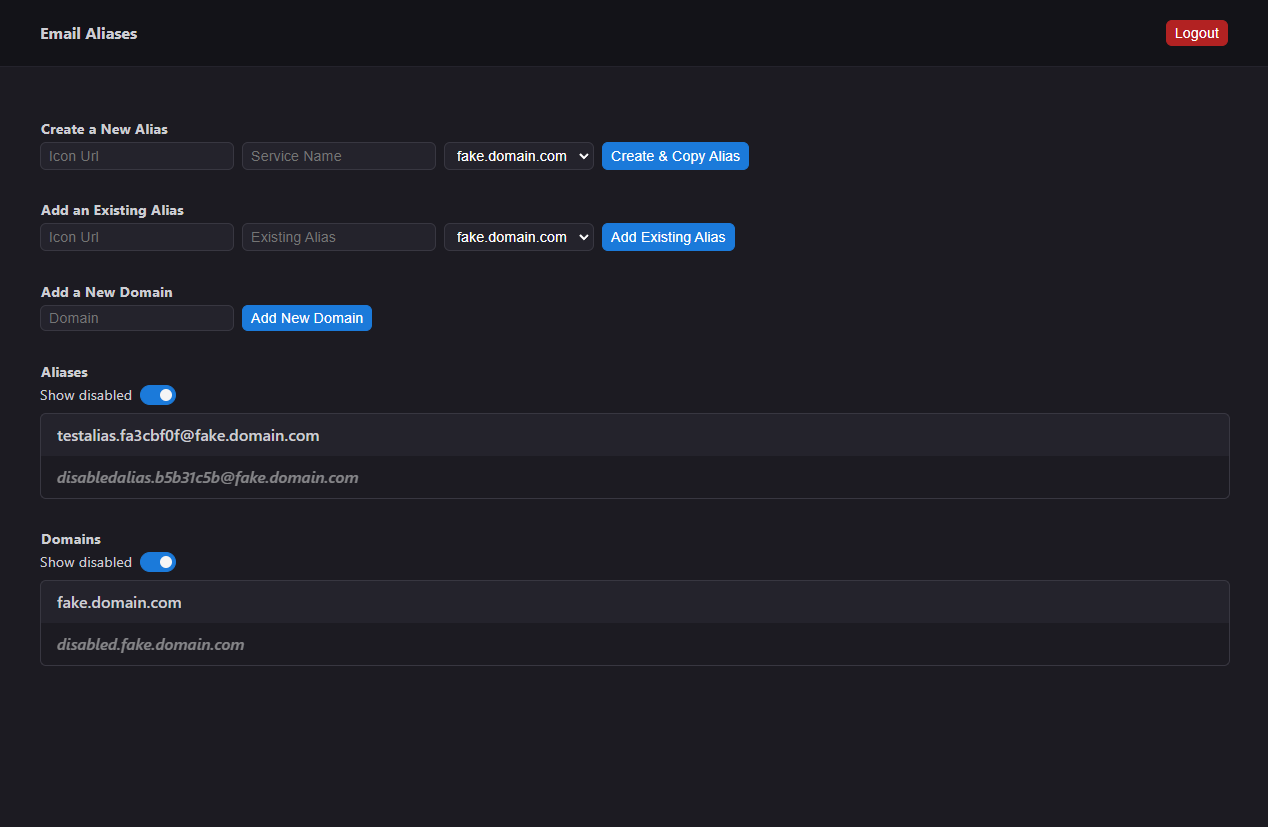 Email Aliases
Logout
Create a New Alias
Icon Url
Service Name
fake.domain.com
Create & Copy Alias
Add an Existing Alias
Icon Url
Existing Alias
fake.domain.com
Add Existing Alias
Add a New Domain
Domain
Add New Domain
Aliases
Show disabled
testalias.fa3cbf0f@fake.domain.com
disabledalias.b5b31c5b@fake.domain.com
Domains
Show disabled
fake.domain.com
disabled.fake.domain.com